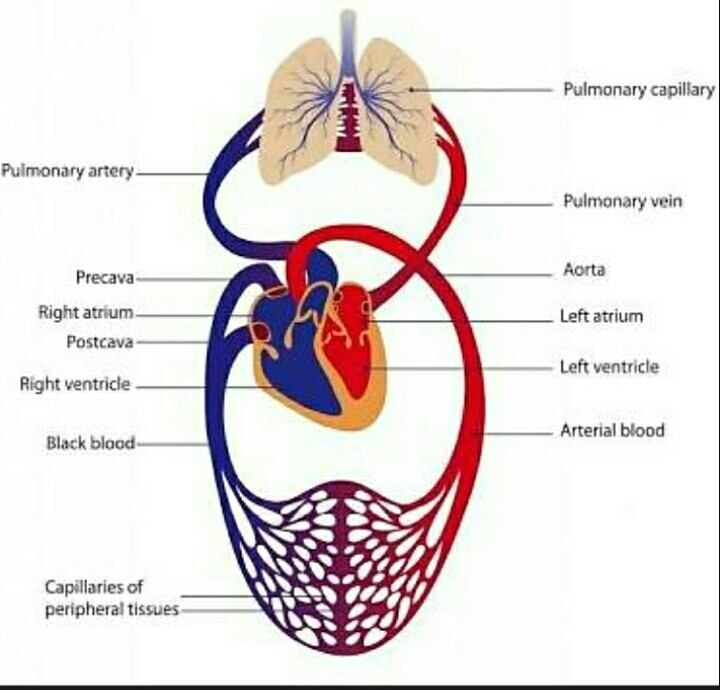 Pulmonary capillary
Pulmonary artery
Pulmonary vein
Aorta
Precava
Right atrium
Left atrium
Postcava
Left ventricle
Right ventricle
Arterial blood
Black blood
Capillaries of
peripheral tissues